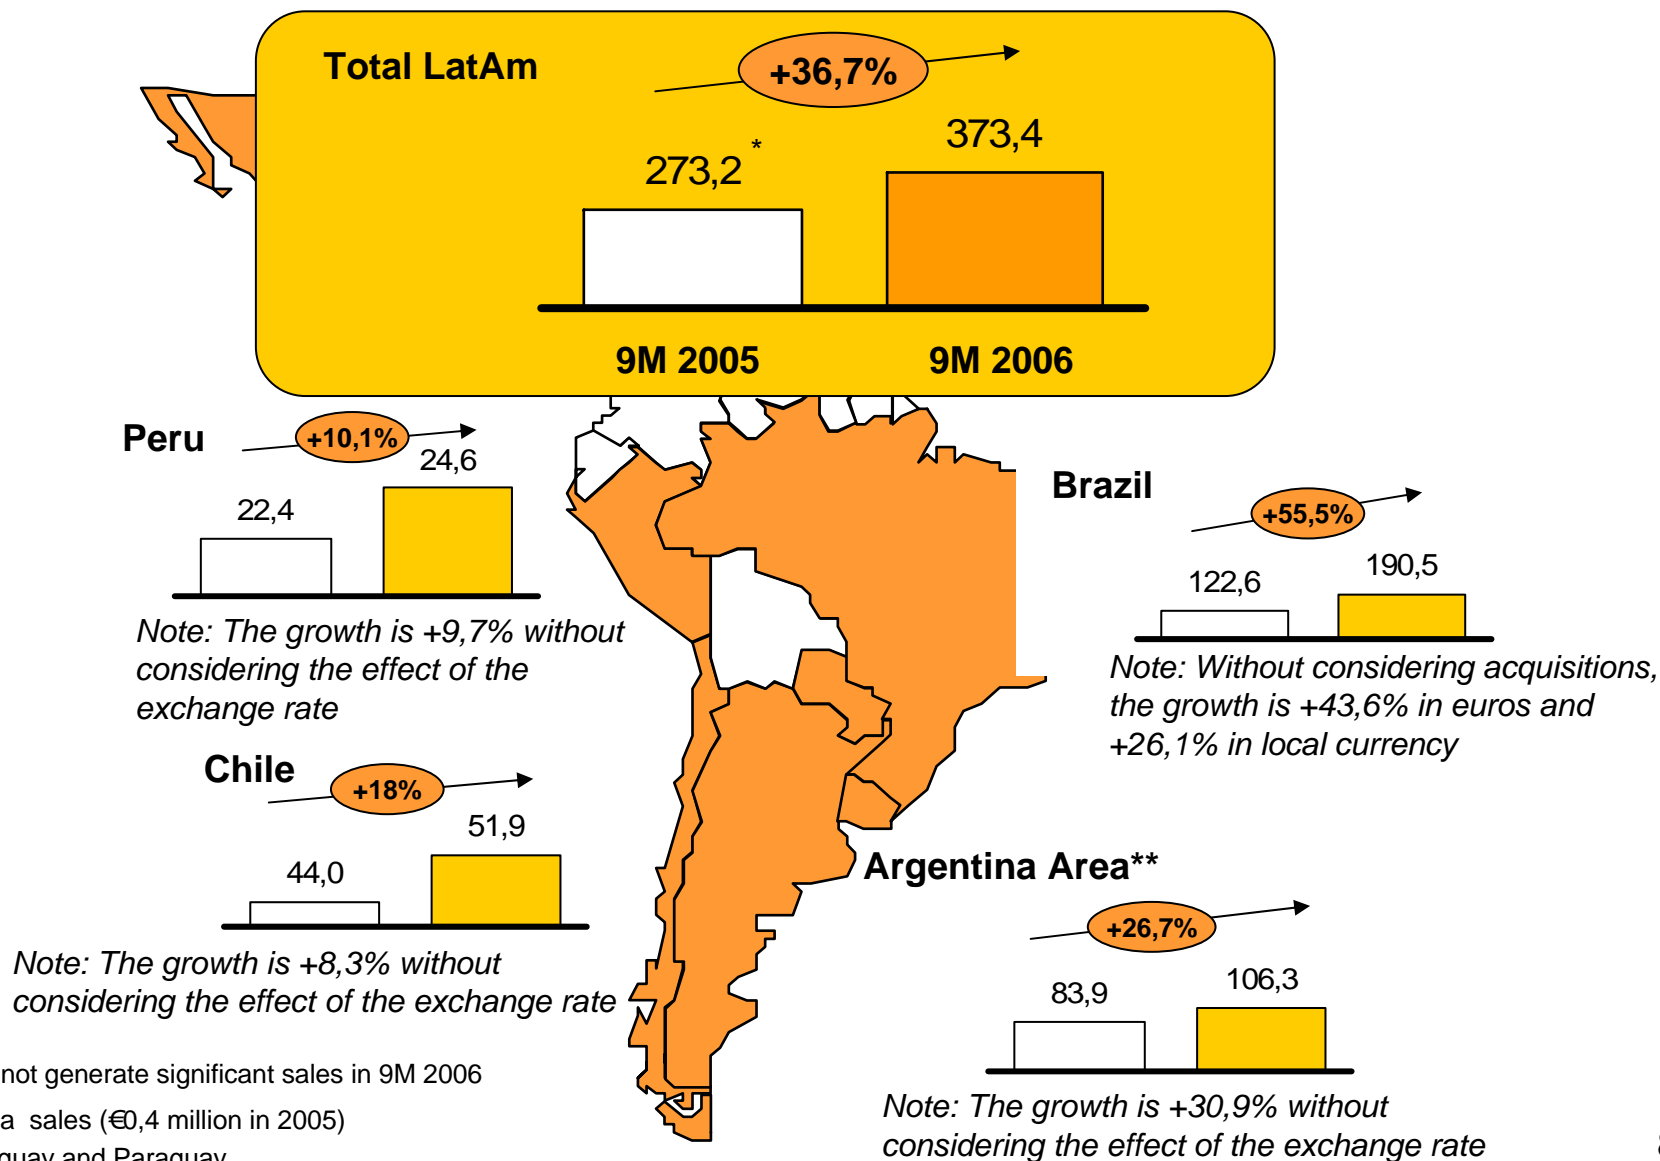 Total LatAm
+36,7%
273,2*
373,4
9M 2005
9M 2006
Peru
+10,1%
22,4
24,6
Note: The growth is +9,7% without
considering the effect of the
exchange rate
Brazil
+55,5%
122,6
190,5
Note: Without considering acquisitions,
the growth is +43,6% in euros and
+26,1% in local currency
Chile
+18%
44,0
51,9
Note: The growth is +8,3% without
considering the effect of the exchange rate
Argentina Area**
+26,7%
83,9
106,3
Note: The growth is +30,9% without
considering the effect of the exchange rate
not generate significant sales in 9M 2006
a sales (€0,4 million in 2005)
and Paraguay